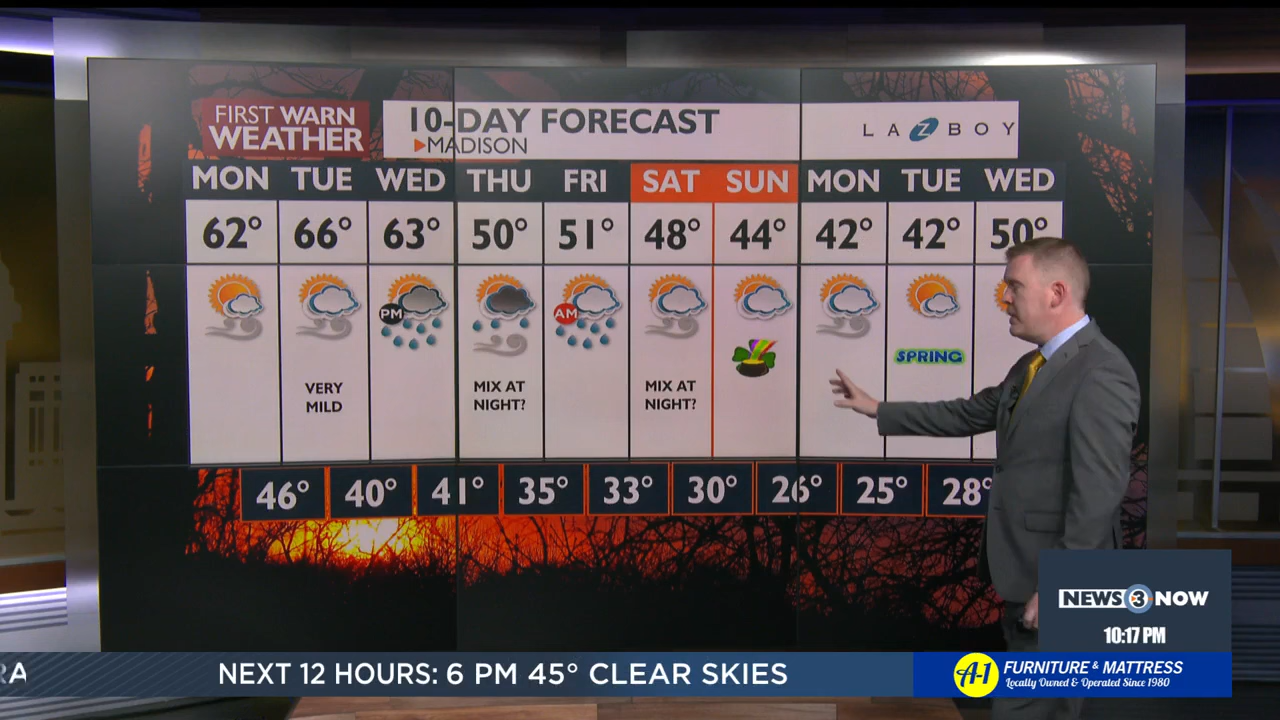 FIRST WARN
WEATHER
10-DAY FORECAST
MADISON
LA Z BOY
MON TUE WED THU FRI SAT SUN MON TUE WED
62° 66° 63° 50° 51° 48° 44° 42° 42° 50°
PM AM
SPRING
VERY
MILD
MIX AT
NIGHT?
MIX AT
NIGHT?
46° 40° 41° 35° 33° 30° 26° 25° 28°
NEWS 3 NOW
10:17 PM
RA NEXT 12 HOURS: 6 PM 45° CLEAR SKIES
A-1 FURNITURE & MATTRESS
Locally Owned & Operated Since 1980